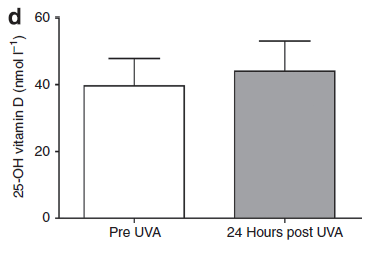 d
25-OH vitamin D (nmol l⁻¹)
60
40
20
0
Pre UVA
24 Hours post UVA